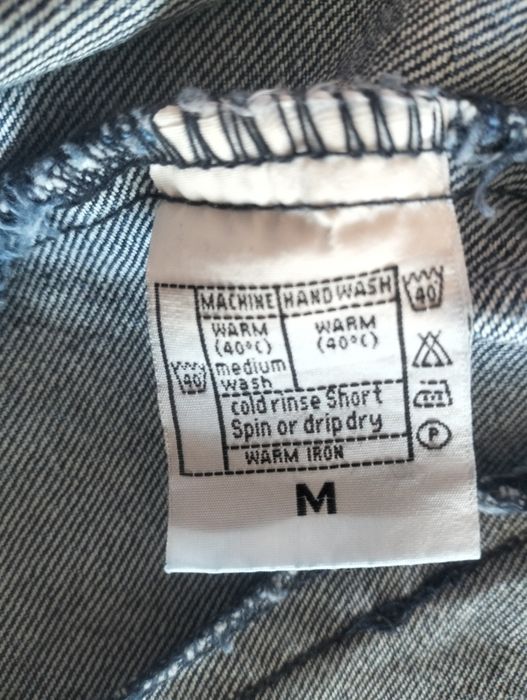 MACHINE HAND WASH 40
WARM WARM
(40°C) (40°C)
40 medium
wash
cold rinse Short
Spin or drip dry
WARM IRON
P
M